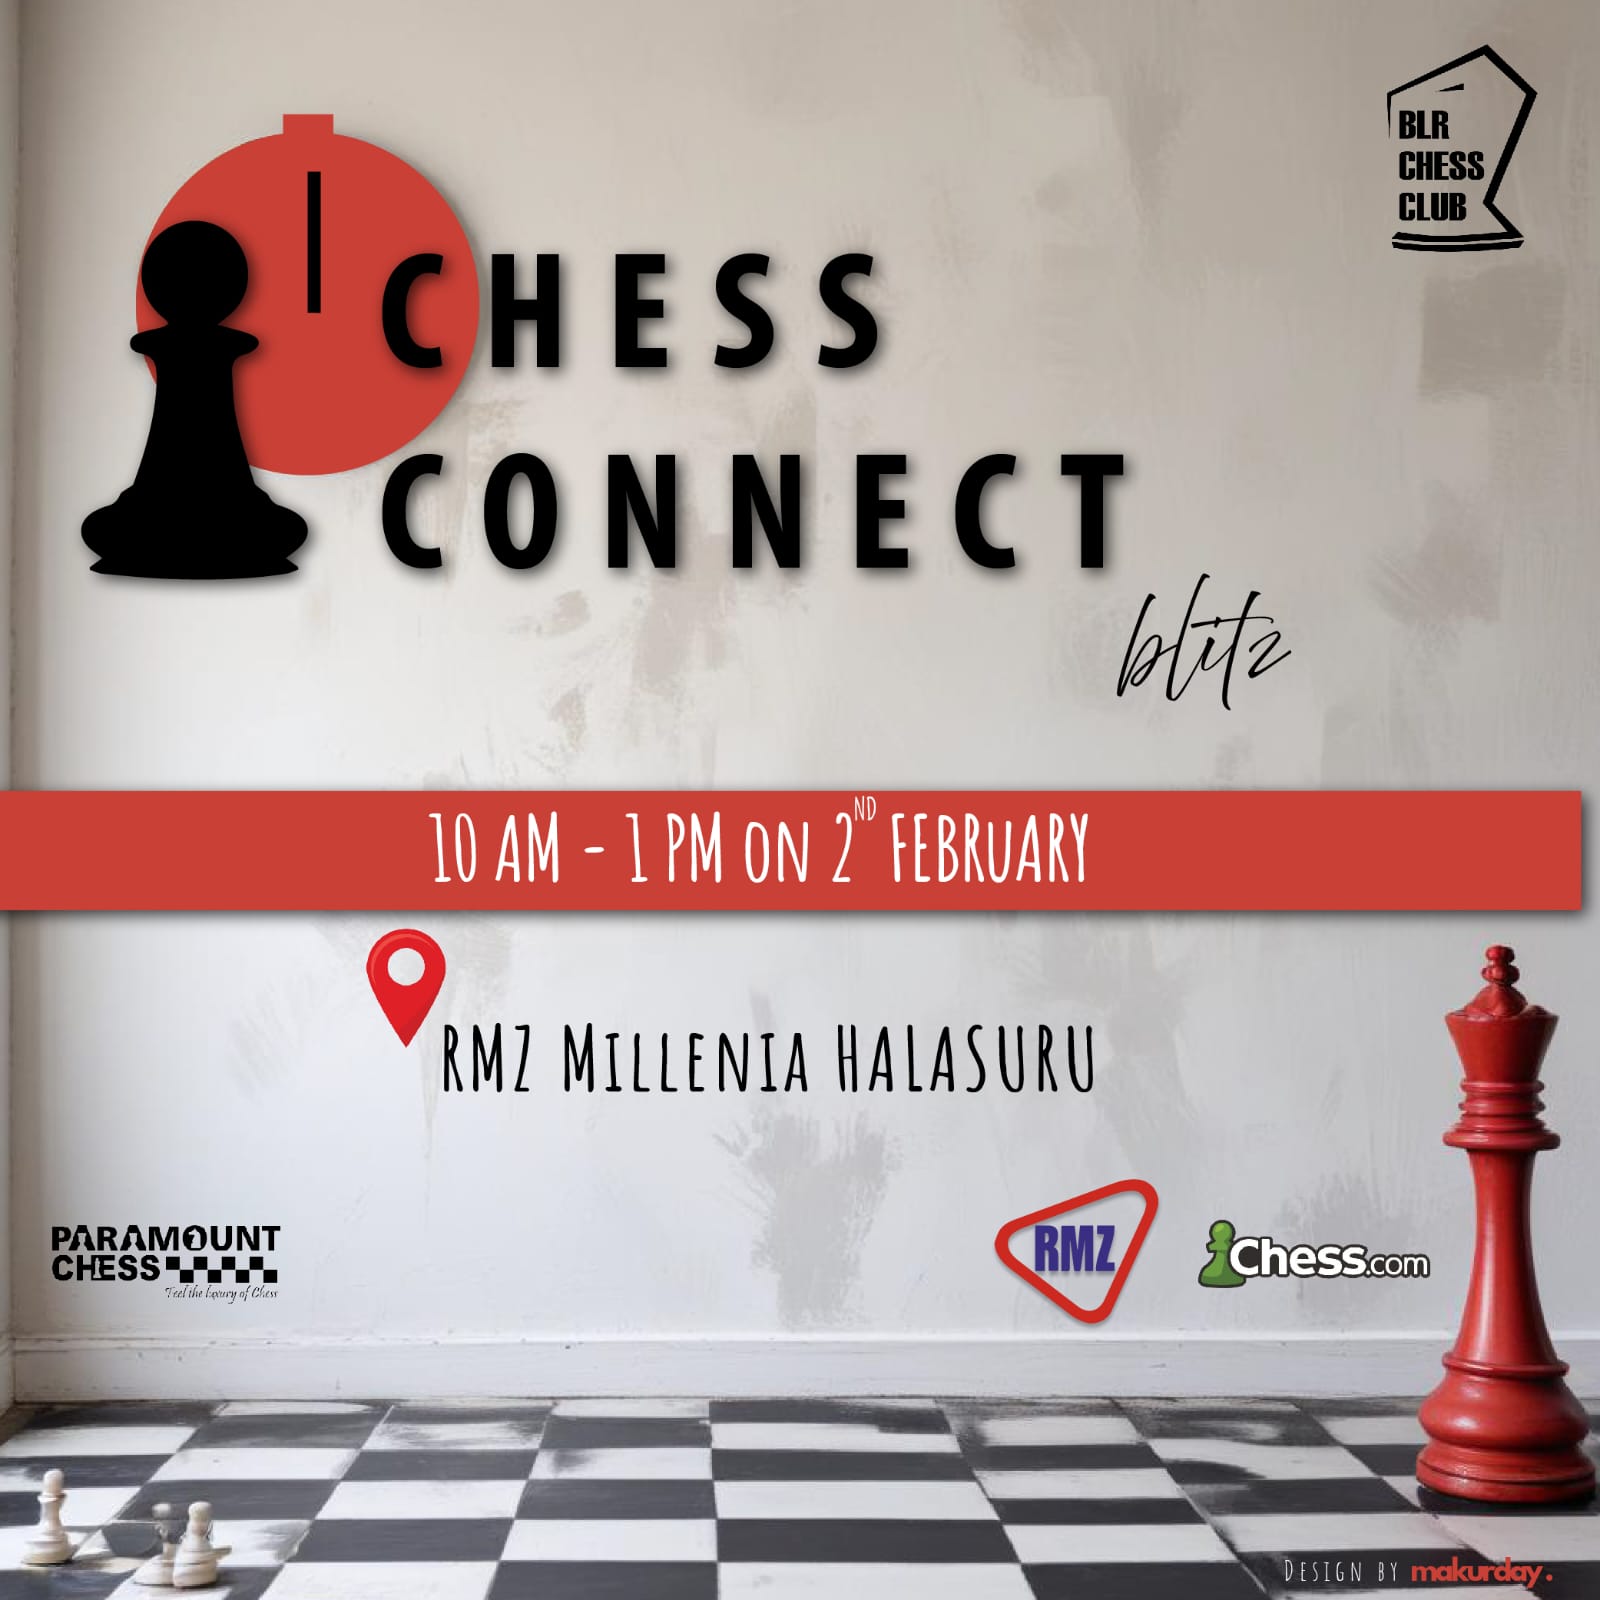 BLR
CHESS
CLUB
CHESS
CONNECT
blitz
10 AM - 1 PM on 2ND FEBRUARY
RMZ MILLENIA HALASURU
PARAMOUNT
CHESS
Feel the luxury of Chess
RMZ
Chess.com
DESIGN BY makurday.